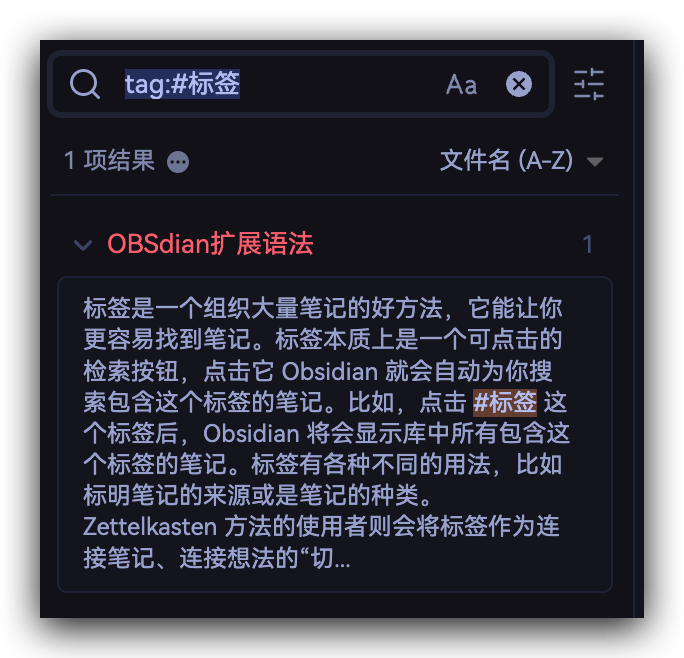 tag:#标签 Aa
1 项结果 文件名 (A-Z)
OBSdian扩展语法 1
标签是一个组织大量笔记的好方法，它能让你
更容易找到笔记。标签本质上是一个可点击的
检索按钮，点击它 Obsidian 就会自动为你搜
索包含这个标签的笔记。比如，点击 #标签 这
个标签后，Obsidian 将会显示库中所有包含这
个标签的笔记。标签有各种不同的用法，比如
标明笔记的来源或是笔记的种类。
Zettelkasten 方法的使用者则会将标签作为连
接笔记、连接想法的“切...